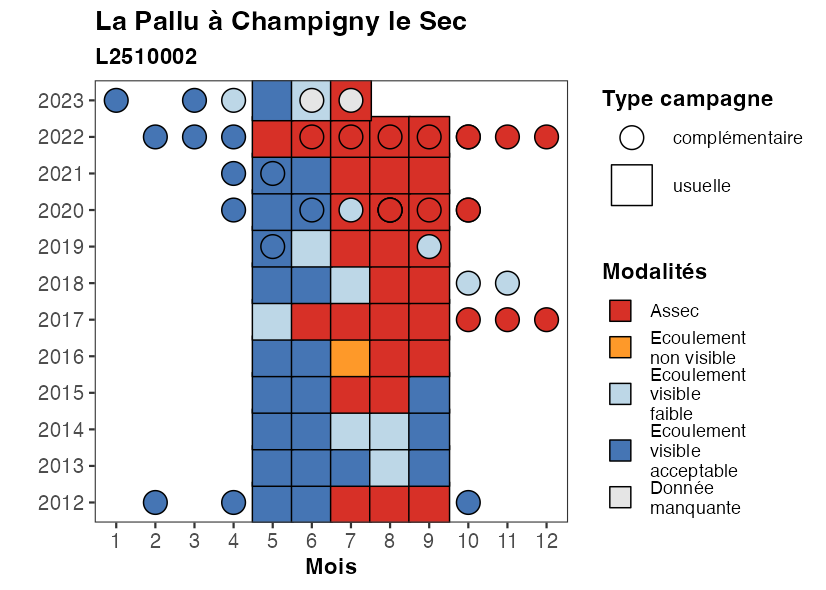 La Pallu à Champigny le Sec
L2510002
2023
2022
2021
2020
2019
2018
2017
2016
2015
2014
2013
2012
1 2 3 4 5 6 7 8 9 10 11 12
Mois
Type campagne
complémentaire
usuelle
Modalités
Assec
Ecoulement
non visible
Ecoulement
visible
faible
Ecoulement
visible
acceptable
Donnée
manquante